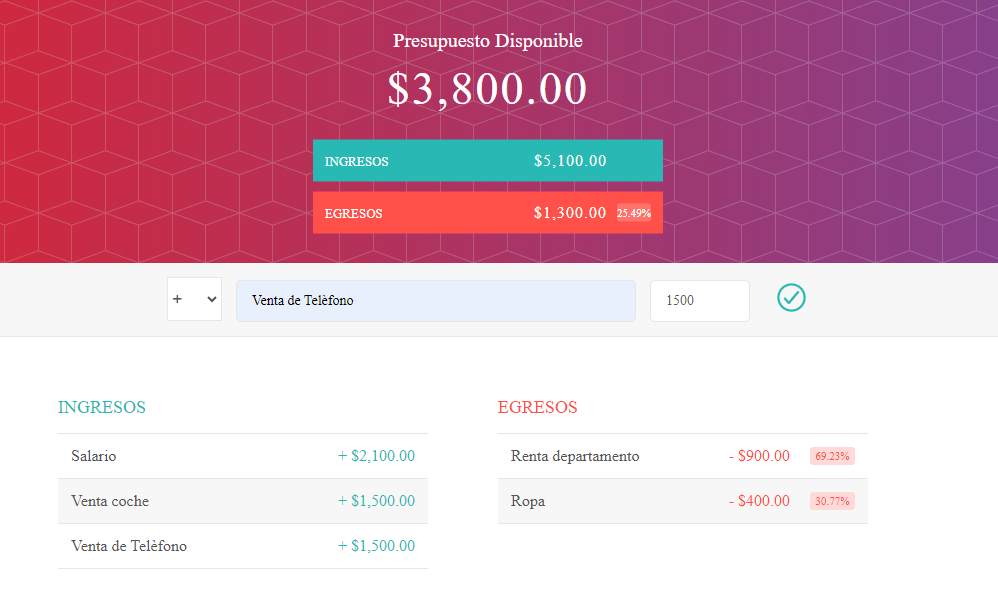 Presupuesto Disponible
$3,800.00
INGRESOS $5,100.00
EGRESOS $1,300.00 25.49%
+ Venta de Telèfono 1500
INGRESOS
Salario + $2,100.00
Venta coche + $1,500.00
Venta de Telèfono + $1,500.00
EGRESOS
Renta departamento - $900.00 69.23%
Ropa - $400.00 30.77%